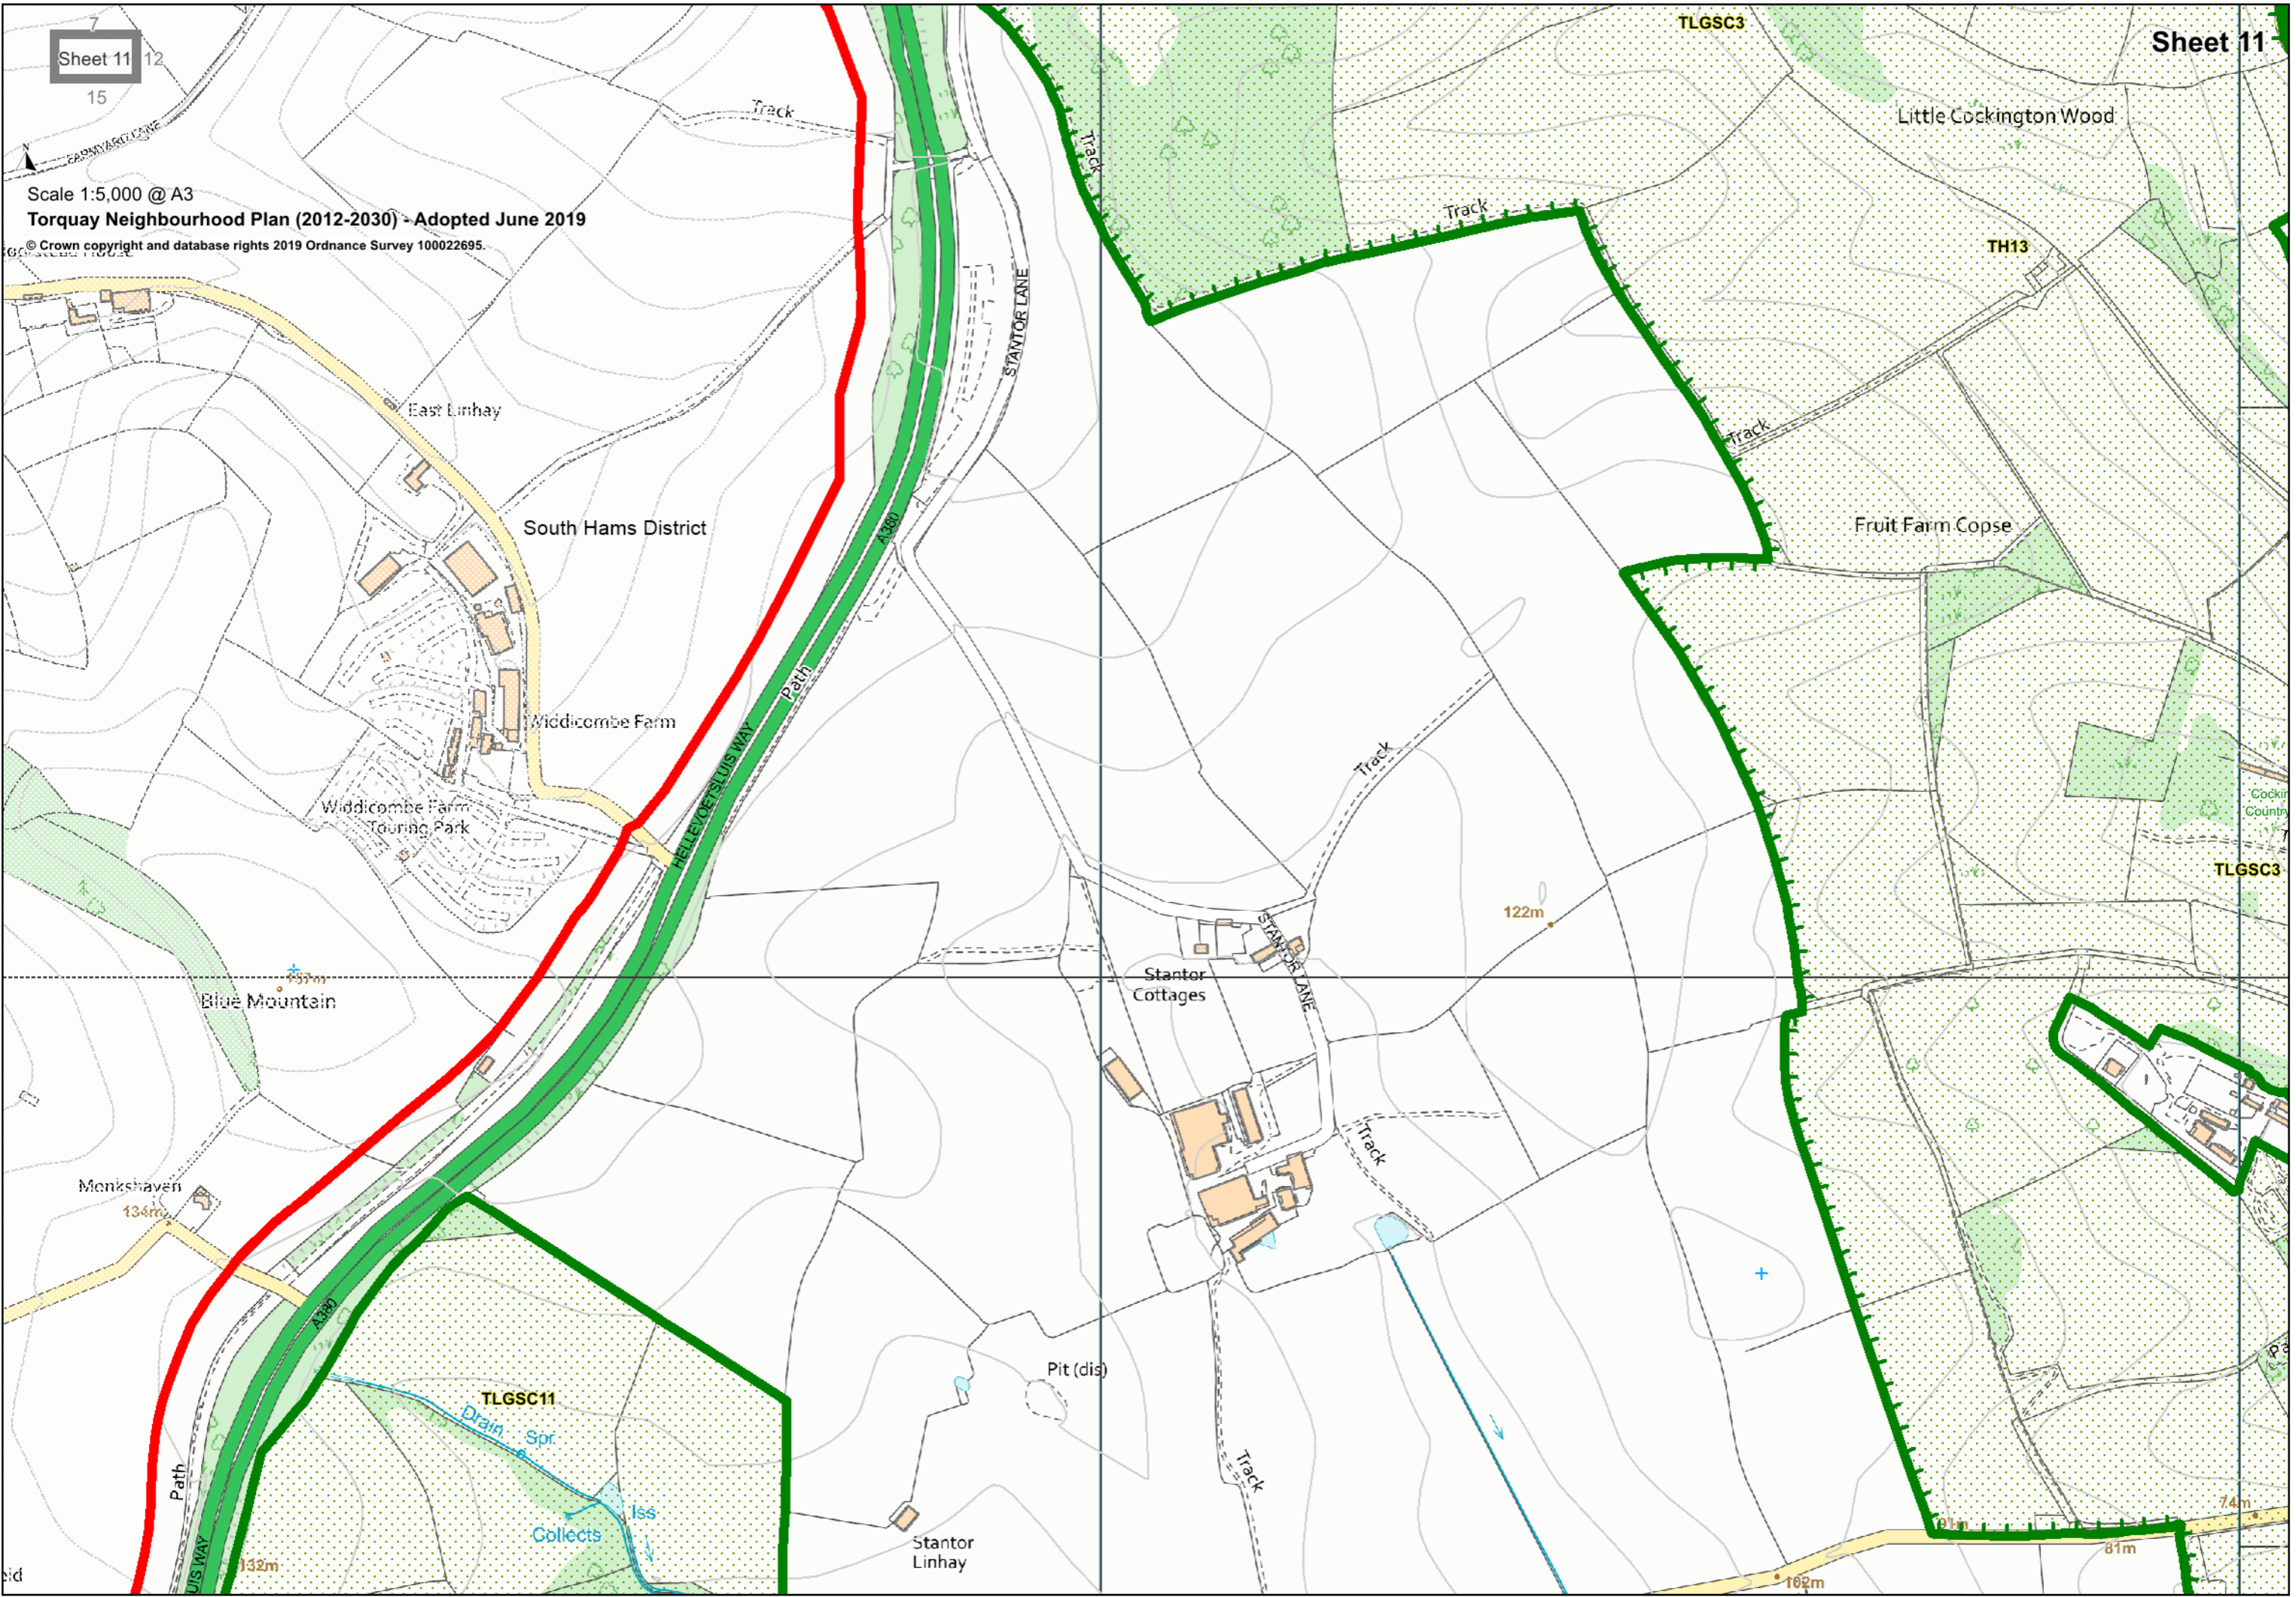 7
Sheet 11
12
15
Sheet 11
TLGSC3
Track
FARMYARD LANE
N
Scale 1:5,000 @ A3
Torquay Neighbourhood Plan (2012-2030) - Adopted June 2019
© Crown copyright and database rights 2019 Ordnance Survey 100022695.
Little Cockington Wood
Track
Track
TH13
STANTOR LANE
East Linhay
Track
South Hams District
A380
Fruit Farm Copse
Path
Widdicombe Farm
HELLEVOETSLUIS WAY
Track
Widdicombe Farm
Touring Park
TLGSC3
122m
STANTOR LANE
Stantor
Cottages
157m
Blue Mountain
Track
Monkshaven
134m
A380
Pit (dis)
TLGSC11
Drain
Spr
Path
Track
Iss
Collects
Stantor
Linhay
UIS WAY
132m
91m
74m
81m
102m